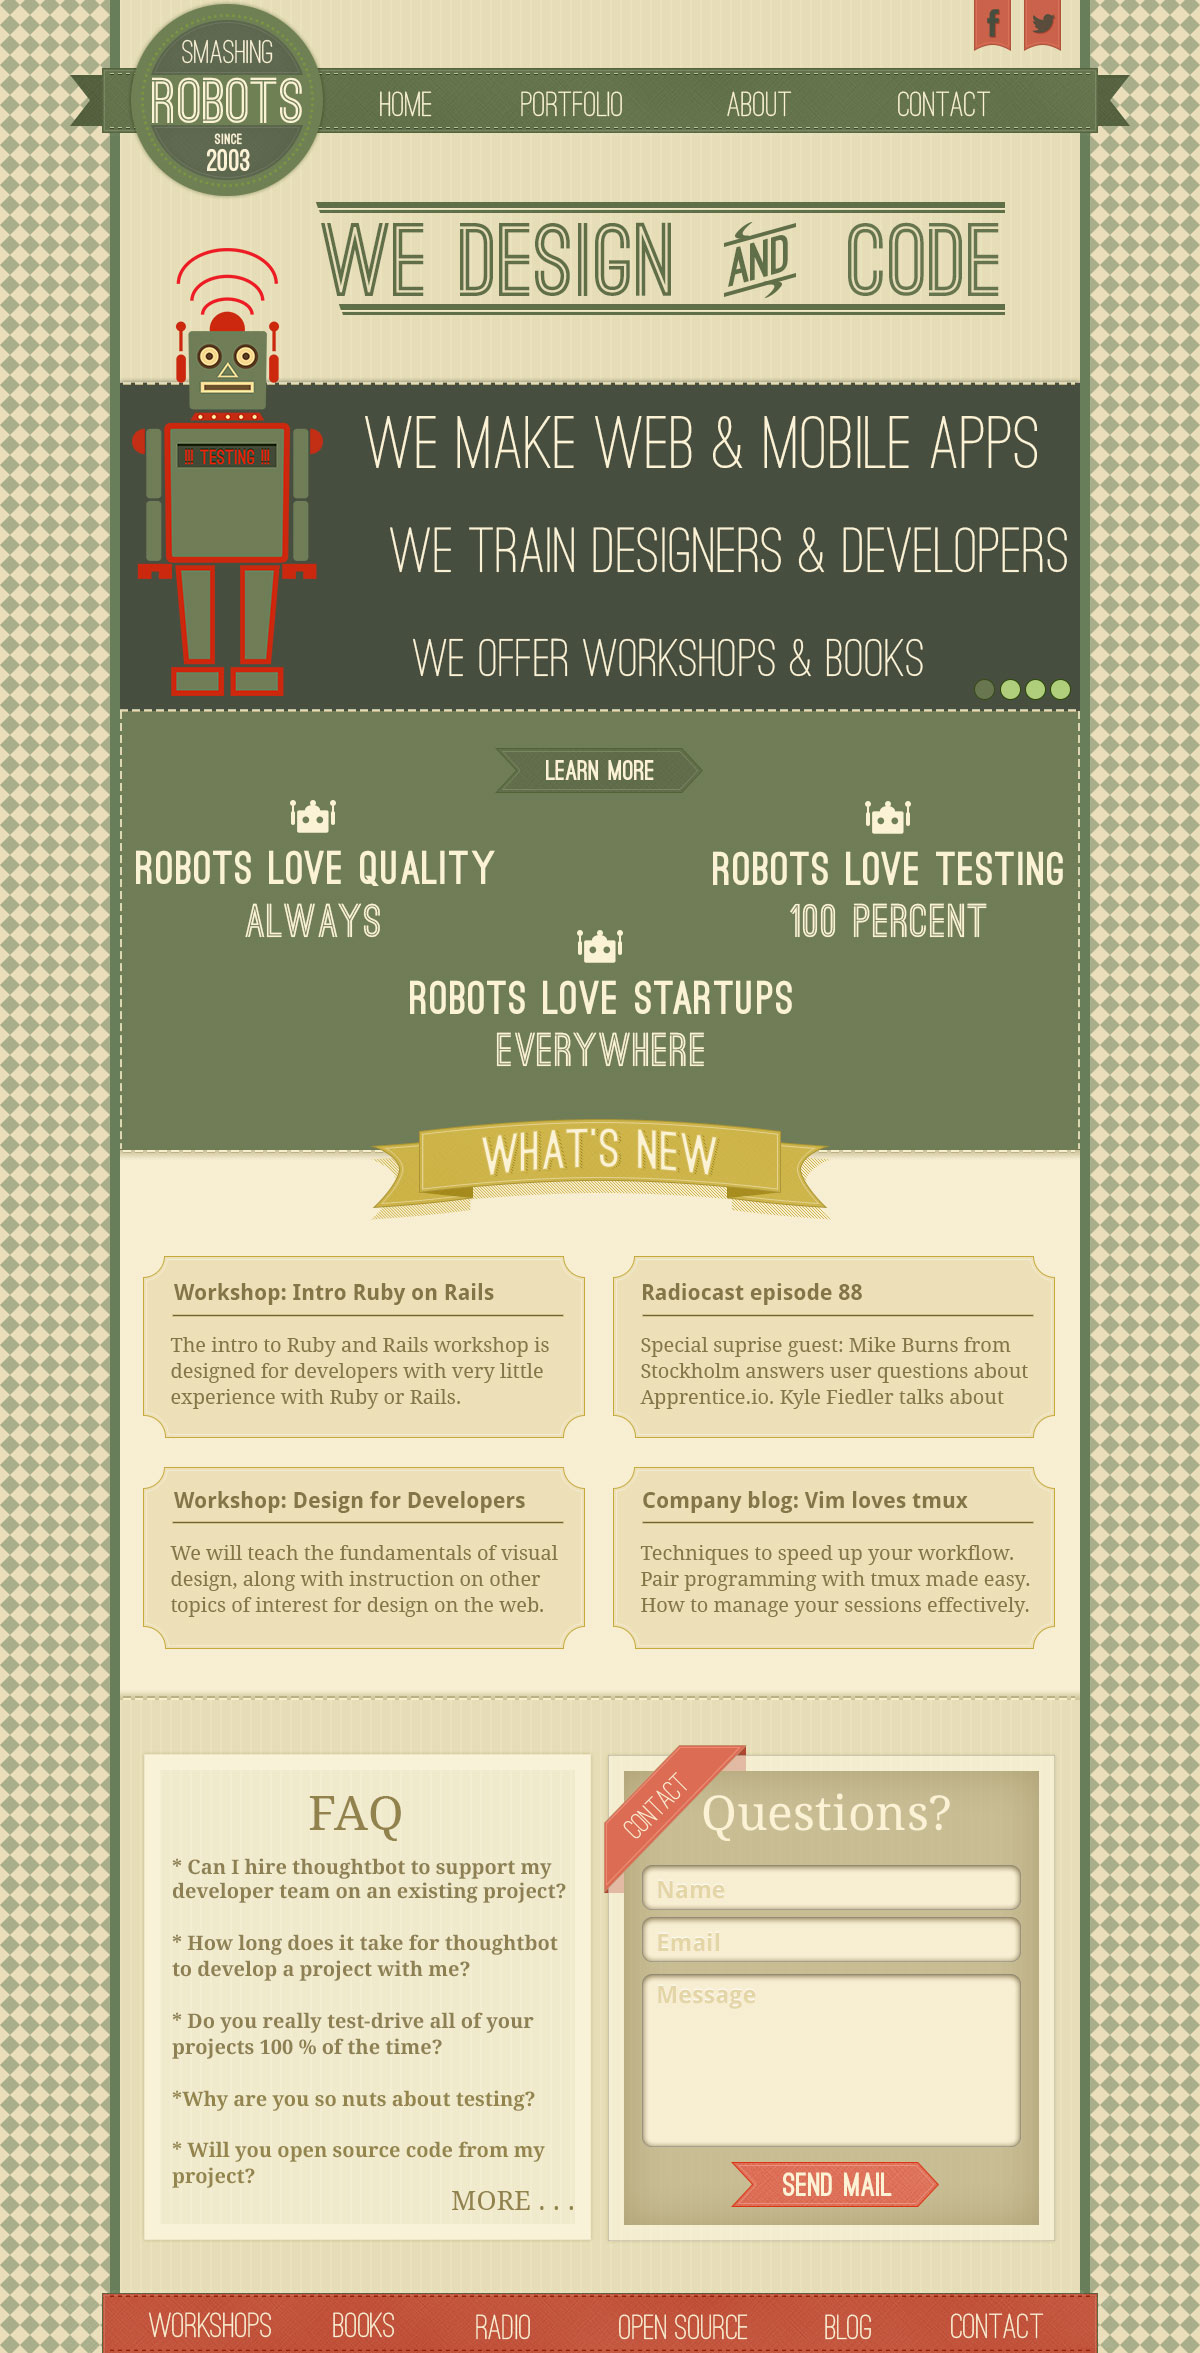 SMASHING
ROBOTS
SINCE
2003
HOME PORTFOLIO ABOUT CONTACT
WE DESIGN AND CODE
!!! TESTING !!!
WE MAKE WEB & MOBILE APPS
WE TRAIN DESIGNERS & DEVELOPERS
WE OFFER WORKSHOPS & BOOKS
LEARN MORE
ROBOTS LOVE QUALITY
ALWAYS
ROBOTS LOVE TESTING
100 PERCENT
ROBOTS LOVE STARTUPS
EVERYWHERE
WHAT'S NEW
Workshop: Intro Ruby on Rails
The intro to Ruby and Rails workshop is
designed for developers with very little
experience with Ruby or Rails.
Radiocast episode 88
Special suprise guest: Mike Burns from
Stockholm answers user questions about
Apprentice.io. Kyle Fiedler talks about
Workshop: Design for Developers
We will teach the fundamentals of visual
design, along with instruction on other
topics of interest for design on the web.
Company blog: Vim loves tmux
Techniques to speed up your workflow.
Pair programming with tmux made easy.
How to manage your sessions effectively.
FAQ
* Can I hire thoughtbot to support my
developer team on an existing project?
* How long does it take for thoughtbot
to develop a project with me?
* Do you really test-drive all of your
projects 100 % of the time?
*Why are you so nuts about testing?
* Will you open source code from my
project?
MORE . . .
CONTACT
Questions?
Name
Email
Message
SEND MAIL
WORKSHOPS BOOKS RADIO OPEN SOURCE BLOG CONTACT